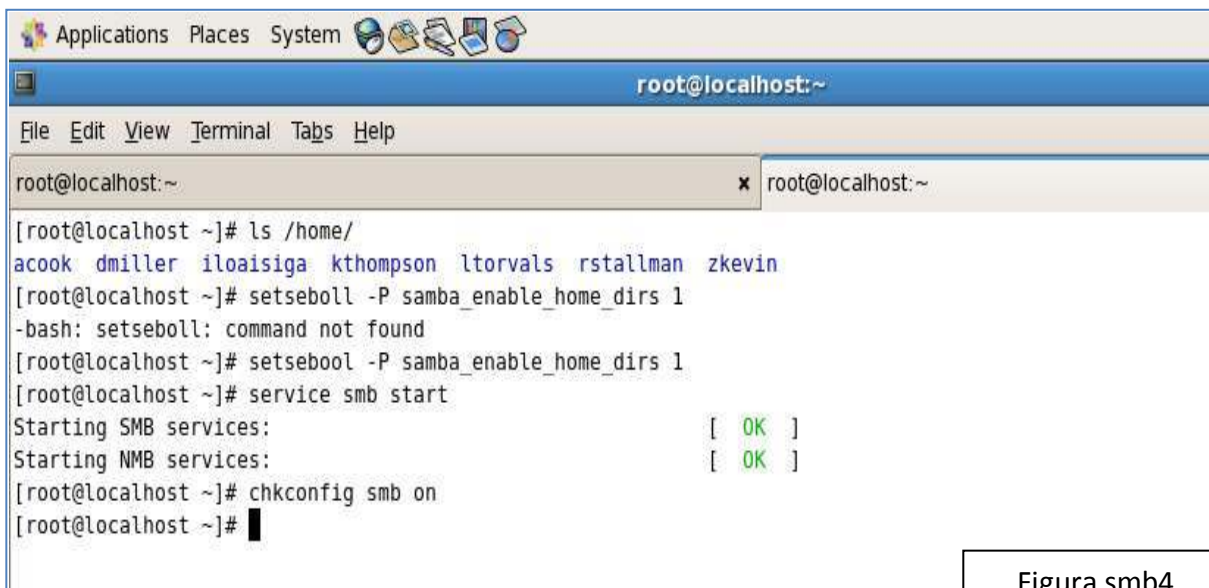 Applications Places System
root@localhost:~
File Edit View Terminal Tabs Help
root@localhost:~ x root@localhost:~
[root@localhost ~]# ls /home/
acook dmiller iloaisiga kthompson ltorvals rstallman zkevin
[root@localhost ~]# setseboll -P samba_enable_home_dirs 1
-bash: setseboll: command not found
[root@localhost ~]# setsebool -P samba_enable_home_dirs 1
[root@localhost ~]# service smb start
Starting SMB services: [ OK ]
Starting NMB services: [ OK ]
[root@localhost ~]# chkconfig smb on
[root@localhost ~]#
Figura smb4